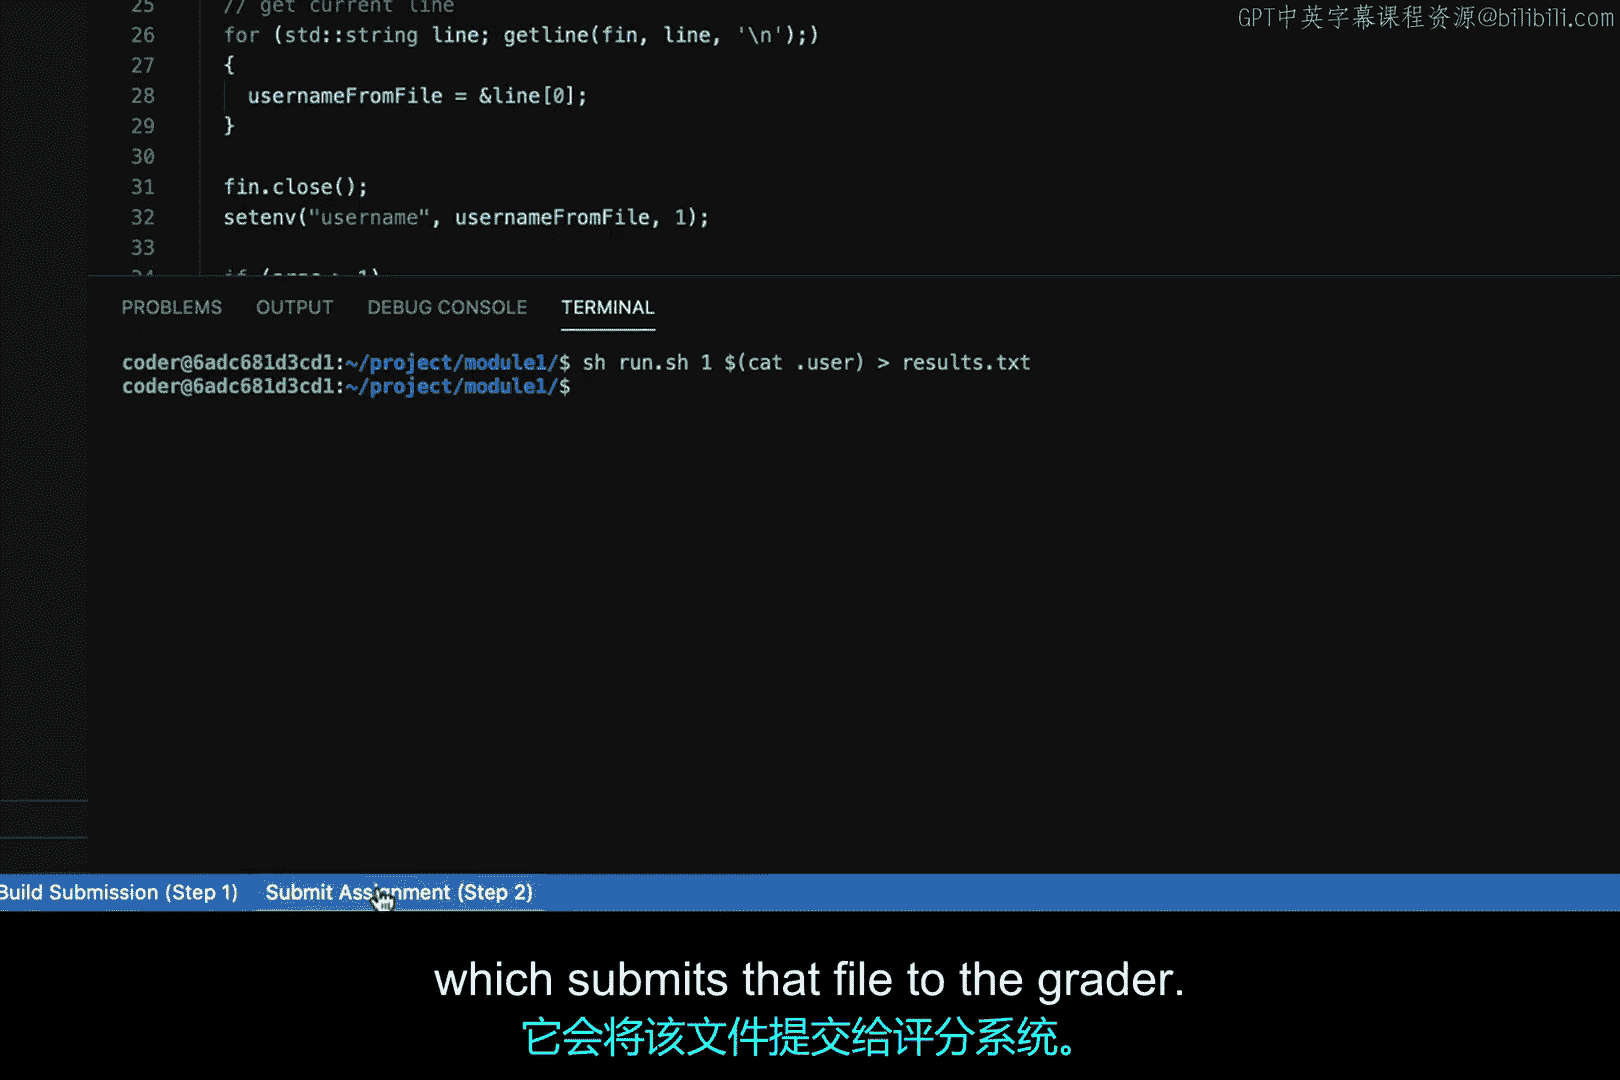 GPT中英字幕课程资源@bilibili.com
25 // get current line
26 for (std::string line; getline(fin, line, '\n');)
27 {
28 usernameFromFile = &line[0];
29 }
30
31 fin.close();
32 setenv("username", usernameFromFile, 1);
33
34 if (argc > 1)
PROBLEMS OUTPUT DEBUG CONSOLE TERMINAL
coder@6adc681d3cd1:~/project/module1/$ sh run.sh 1 $(cat .user) > results.txt
coder@6adc681d3cd1:~/project/module1/$
Build Submission (Step 1) Submit Assignment (Step 2)
which submits that file to the grader.
它会将该文件提交给评分系统。